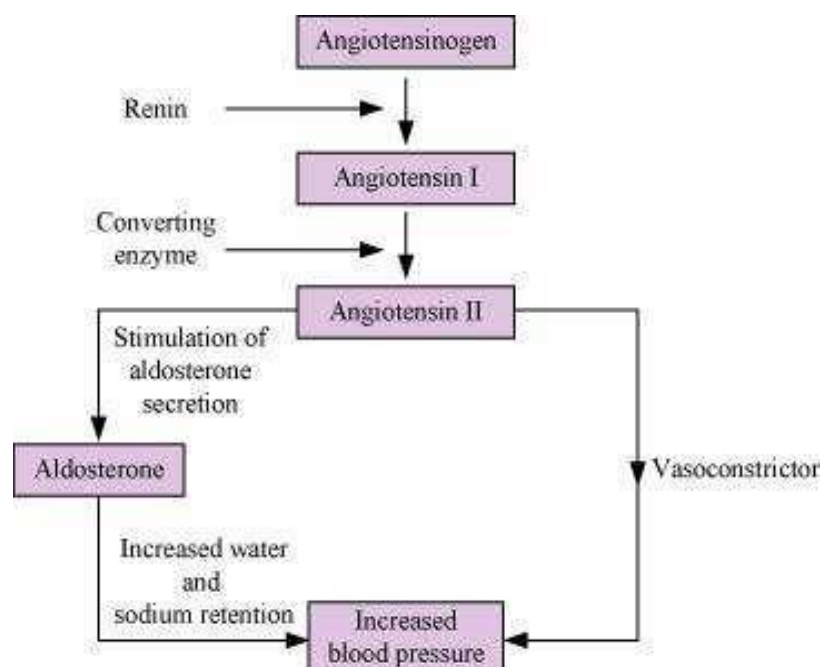 Angiotensinogen
Renin
Angiotensin I
Converting
enzyme
Angiotensin II
Stimulation of
aldosterone
secretion
Aldosterone
Vasoconstrictor
Increased water
and
sodium retention
Increased
blood pressure